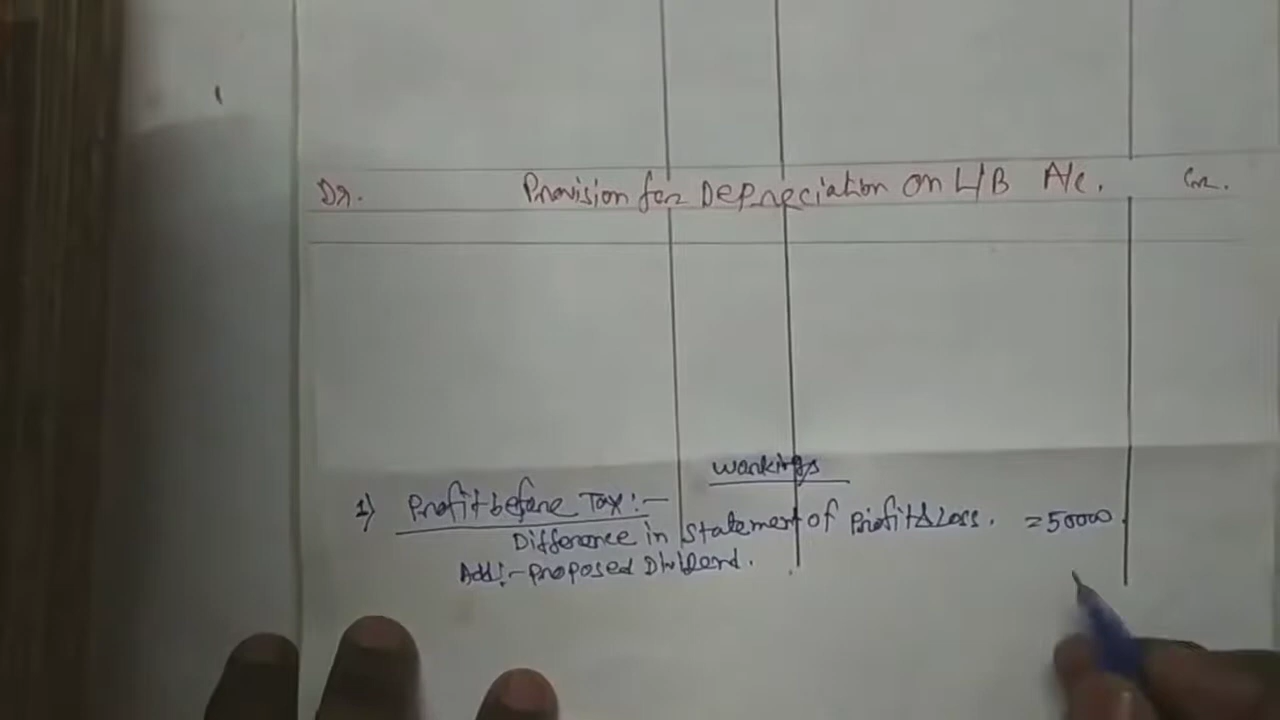 Dr. Provision for Depreciation on L/B A/c. Cr.
Workings
1) Profit before Tax:-
Difference in Statement of Profit & Loss. = 50000
Add:- Proposed Dividend.